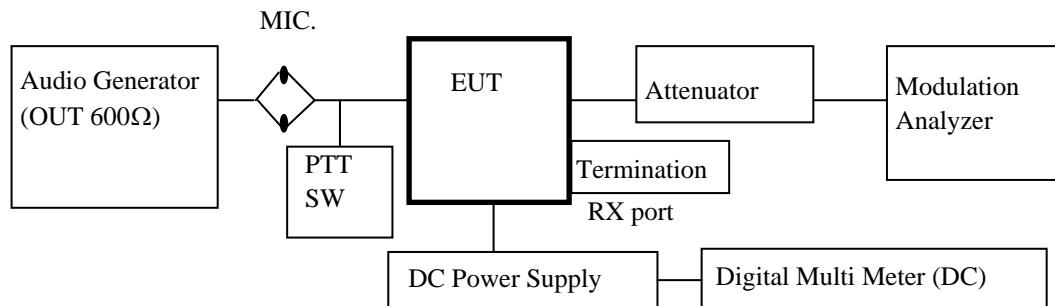 MIC.
Audio Generator
(OUT 600Ω)
EUT
Attenuator
Modulation
Analyzer
PTT
SW
Termination
RX port
DC Power Supply
Digital Multi Meter (DC)